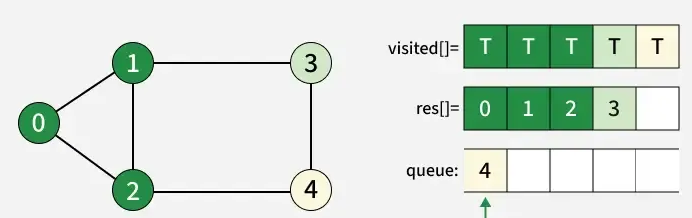 1
3
0
2
4
visited[]= T T T T T
res[]= 0 1 2 3
queue: 4